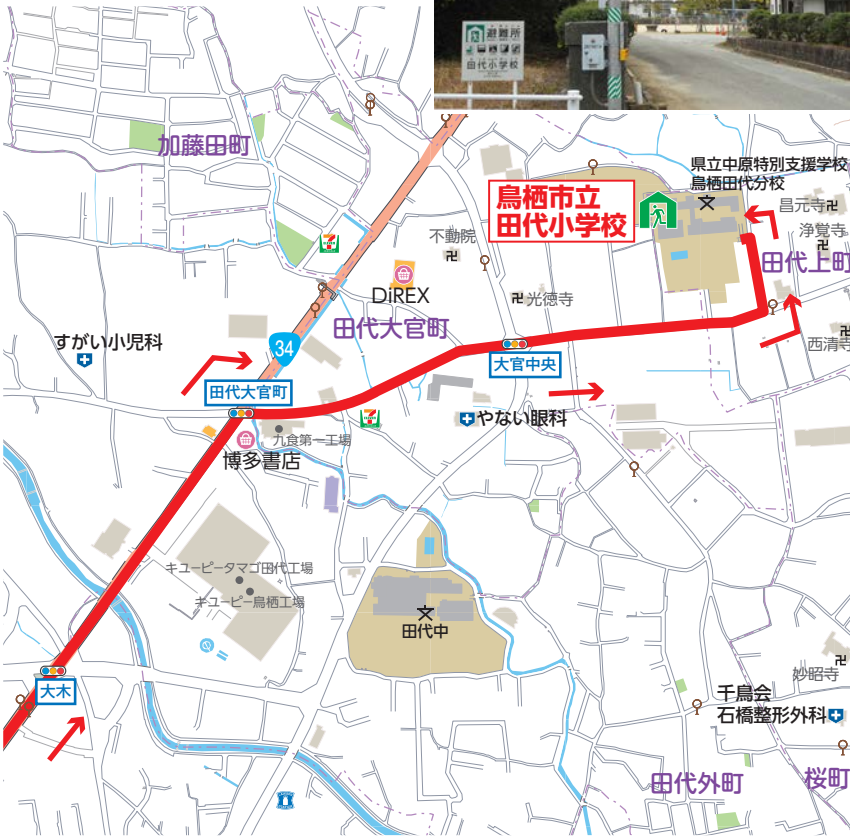 避難所
田代小学校
加藤田町
鳥栖市立
田代小学校
県立中原特別支援学校
鳥栖田代分校
昌元寺
浄覚寺
不動院
田代上町
DiREX
光徳寺
田代大官町
34
すがい小児科
大官中央
西清寺
田代大官町
やない眼科
九食第一工場
博多書店
キユーピータマゴ田代工場
キユーピー鳥栖工場
田代中
大木
妙昭寺
千鳥会
石橋整形外科
田代外町
桜町